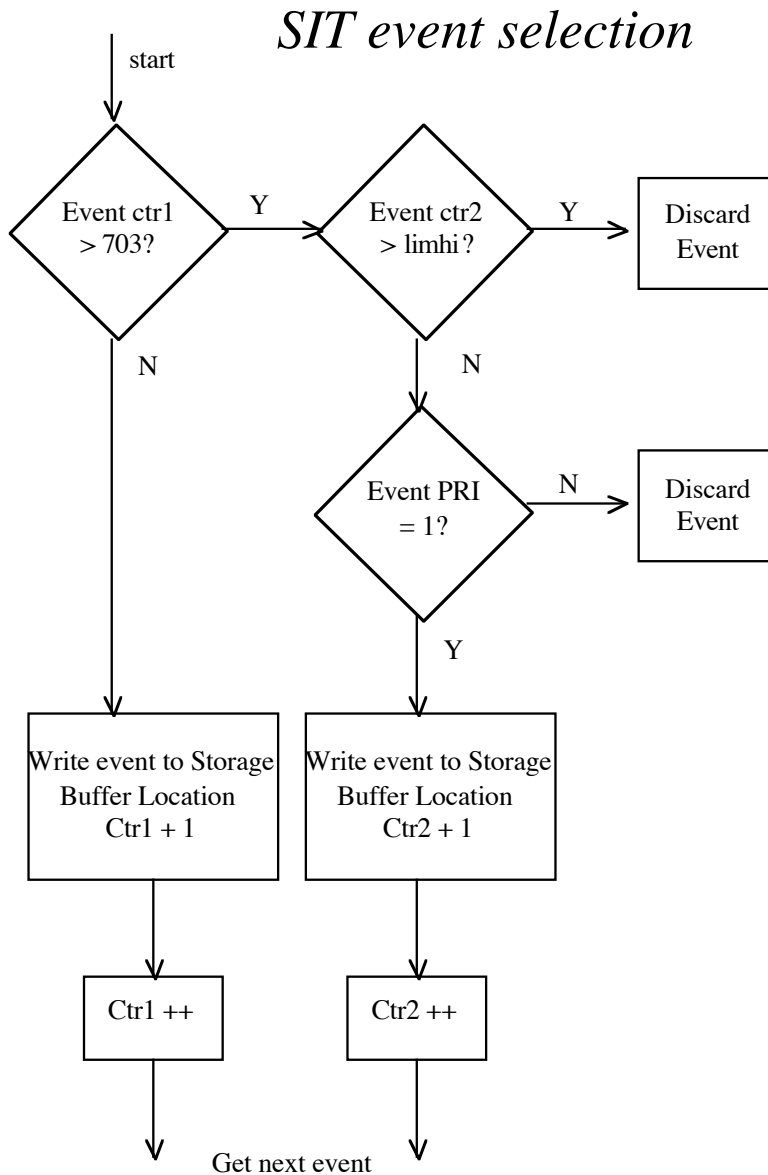 SIT event selection
start
Event ctr1
> 703?
Y
Event ctr2
> limhi?
Y
Discard
Event
N
N
Event PRI
= 1?
N
Discard
Event
Y
Write event to Storage
Buffer Location
Ctr1 + 1
Write event to Storage
Buffer Location
Ctr2 + 1
Ctr1 ++
Ctr2 ++
Get next event